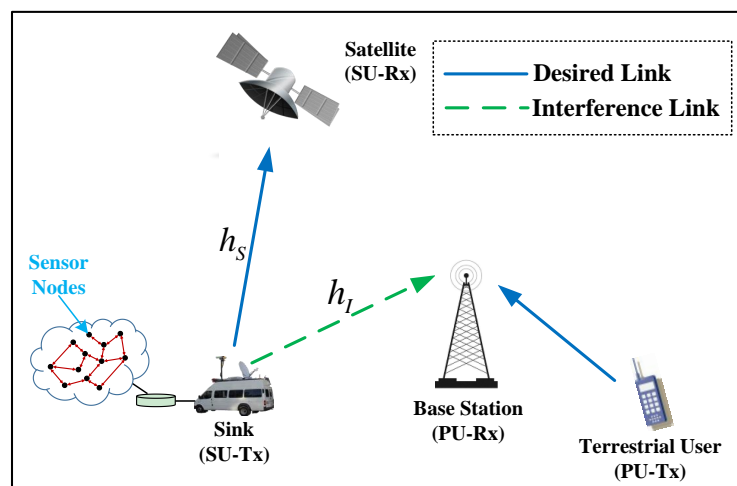 Satellite
(SU-Rx)
Desired Link
Interference Link
h_S
h_I
Sensor
Nodes
Sink
(SU-Tx)
Base Station
(PU-Rx)
Terrestrial User
(PU-Tx)